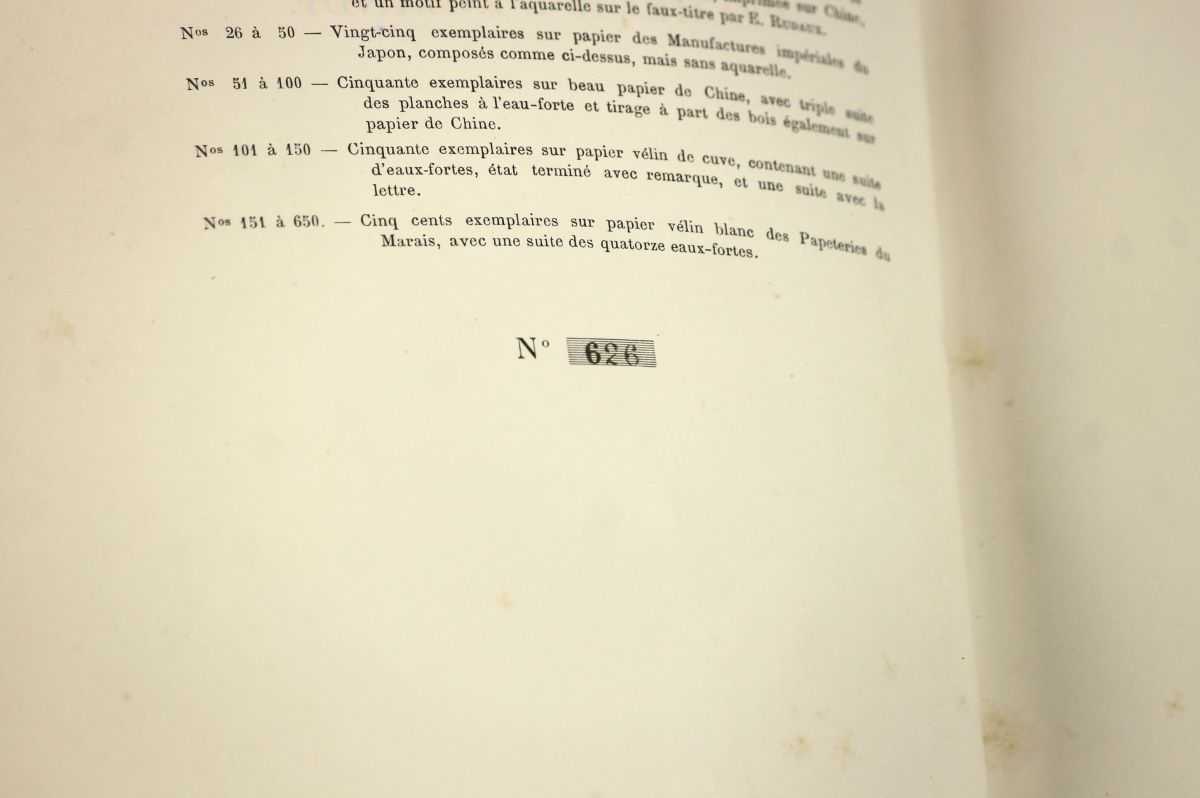 imprimés sur Chine,
et un motif peint à l'aquarelle sur le faux-titre par E. RUDAUX.
Nos 26 à 50 — Vingt-cinq exemplaires sur papier des Manufactures impériales du
Japon, composés comme ci-dessus, mais sans aquarelle.
Nos 51 à 100 — Cinquante exemplaires sur beau papier de Chine, avec triple suite
des planches à l'eau-forte et tirage à part des bois également sur
papier de Chine.
Nos 101 à 150 — Cinquante exemplaires sur papier vélin de cuve, contenant une suite
d'eaux-fortes, état terminé avec remarque, et une suite avec la
lettre.
Nos 151 à 650. — Cinq cents exemplaires sur papier vélin blanc des Papeteries du
Marais, avec une suite des quatorze eaux-fortes.
No 626